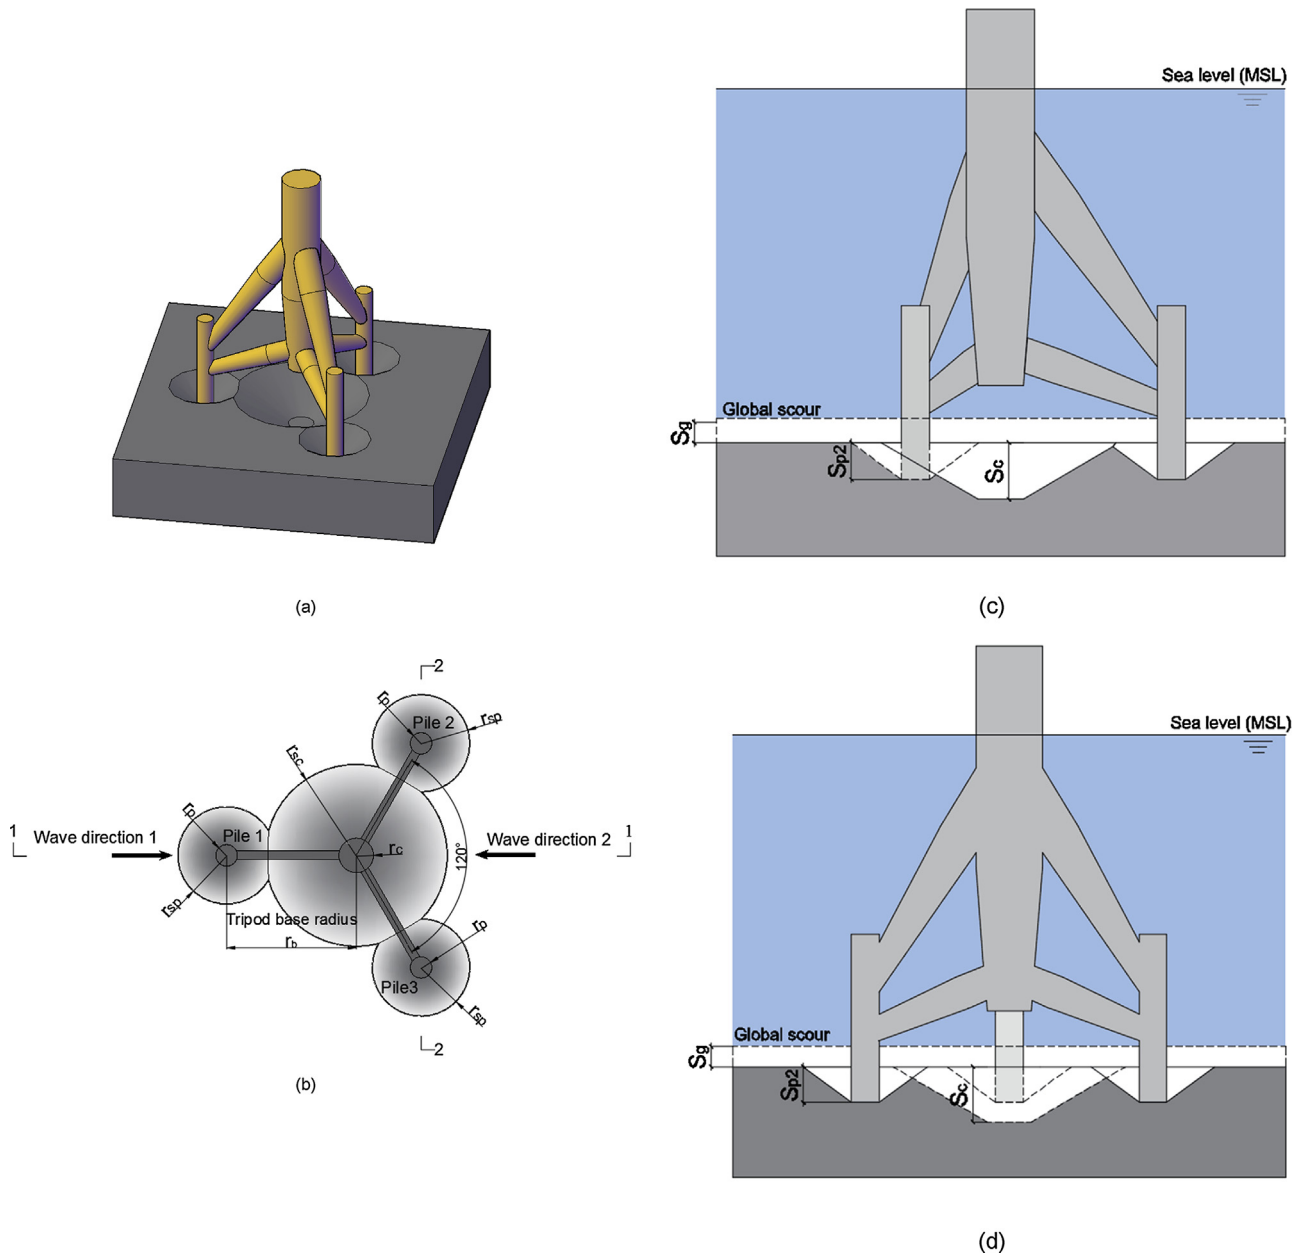 (a)
Sea level (MSL)
Global scour
Sg
Sp2
Sc
(c)
2
rp
Pile 2
rsp
rsc
1
Wave direction 1
rp
Pile 1
rc
120°
Wave direction 2
1
rsp
Tripod base radius
rb
rp
Pile3
rsp
2
(b)
Sea level (MSL)
Global scour
Sg
Sp2
Sc
(d)